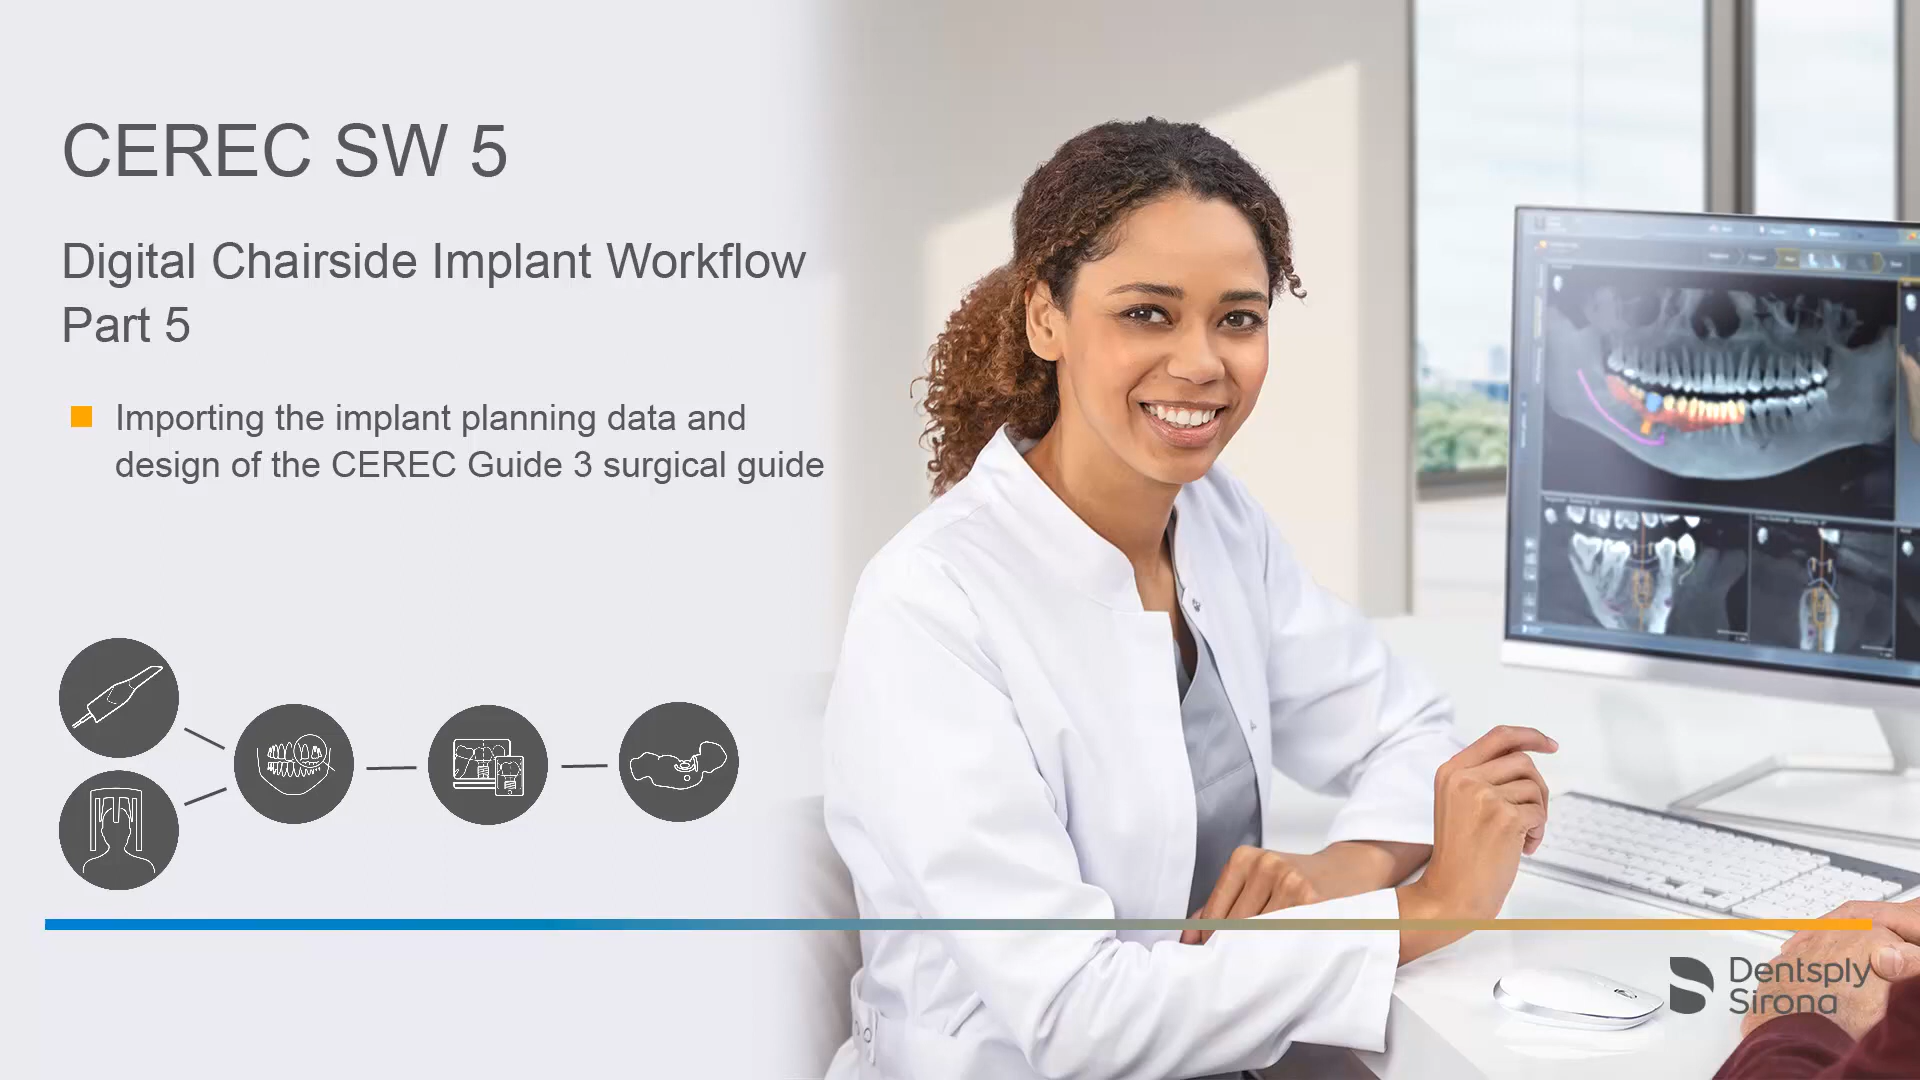 CEREC SW 5
Digital Chairside Implant Workflow
Part 5
Importing the implant planning data and
design of the CEREC Guide 3 surgical guide
Dentsply
Sirona